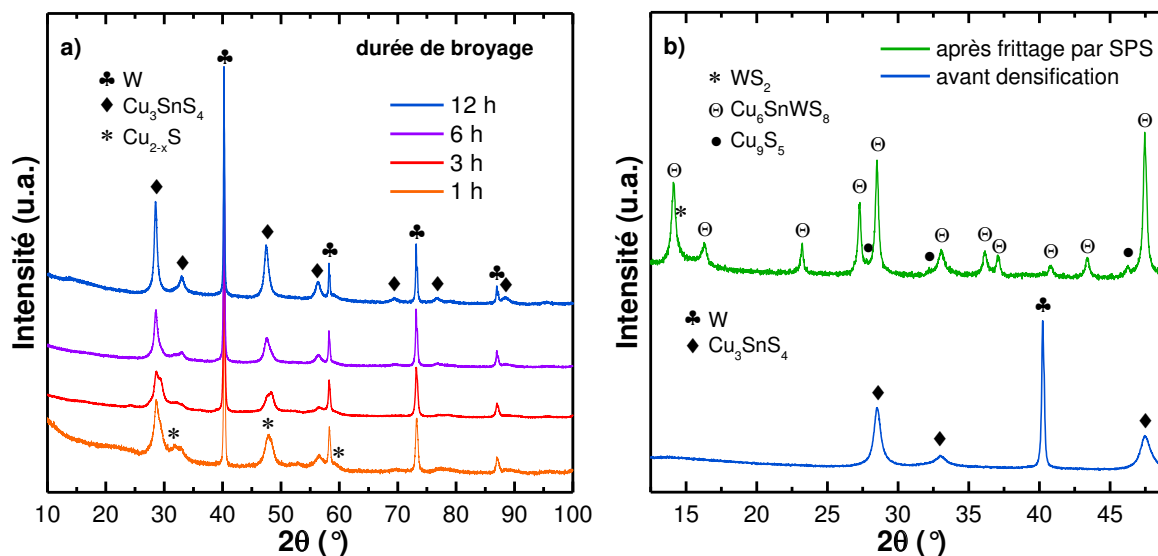 a)
durée de broyage
♣ W
♦ Cu₃SnS₄
* Cu₂₋ₓS
12 h
6 h
3 h
1 h
Intensité (u.a.)
10 20 30 40 50 60 70 80 90 100
2θ (°)
b)
après frittage par SPS
avant densification
* WS₂
Θ Cu₆SnWS₈
● Cu₉S₅
♣ W
♦ Cu₃SnS₄
Intensité (u.a.)
15 20 25 30 35 40 45
2θ (°)